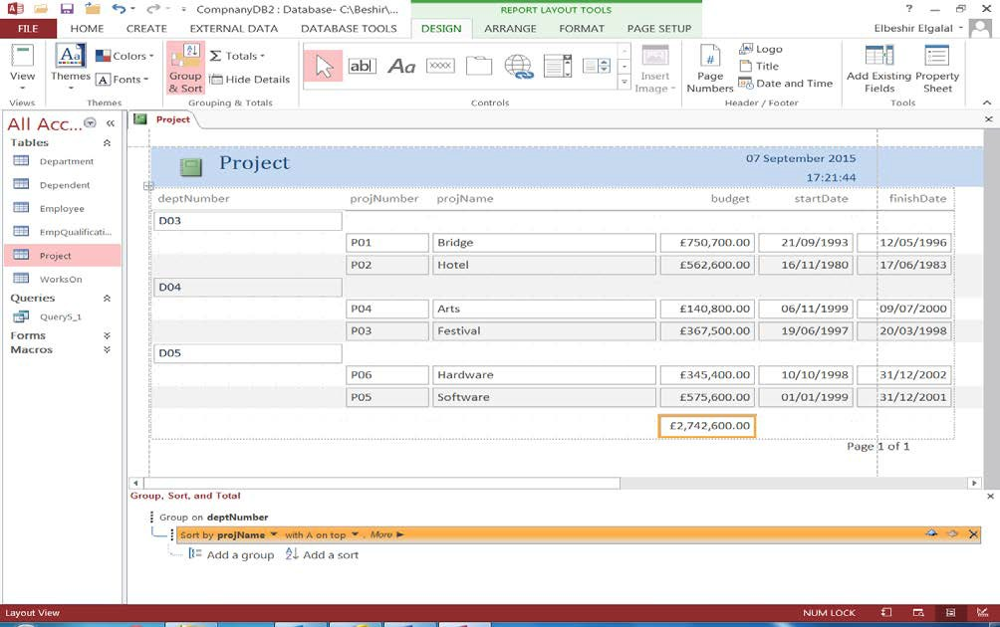 CompnanyDB2 : Database- C:\Beshir\...
REPORT LAYOUT TOOLS
?
FILE HOME CREATE EXTERNAL DATA DATABASE TOOLS DESIGN ARRANGE FORMAT PAGE SETUP Elbeshir Elgalal
View
Views
Themes
Colors
Fonts
Themes
Group & Sort
Totals
Hide Details
Grouping & Totals
ab|
Aa
XXXX
Controls
Insert Image
Page Numbers
Logo
Title
Date and Time
Header / Footer
Add Existing Fields
Property Sheet
Tools
All Acc...
Tables
Department
Dependent
Employee
EmpQualificati...
Project
WorksOn
Queries
Query5_1
Forms
Macros
Project
Project
07 September 2015
17:21:44
deptNumber projNumber projName budget startDate finishDate
D03
P01 Bridge £750,700.00 21/09/1993 12/05/1996
P02 Hotel £562,600.00 16/11/1980 17/06/1983
D04
P04 Arts £140,800.00 06/11/1999 09/07/2000
P03 Festival £367,500.00 19/06/1997 20/03/1998
D05
P06 Hardware £345,400.00 10/10/1998 31/12/2002
P05 Software £575,600.00 01/01/1999 31/12/2001
£2,742,600.00
Page 1 of 1
Group, Sort, and Total
Group on deptNumber
Sort by projName with A on top , More
Add a group Add a sort
Layout View NUM LOCK